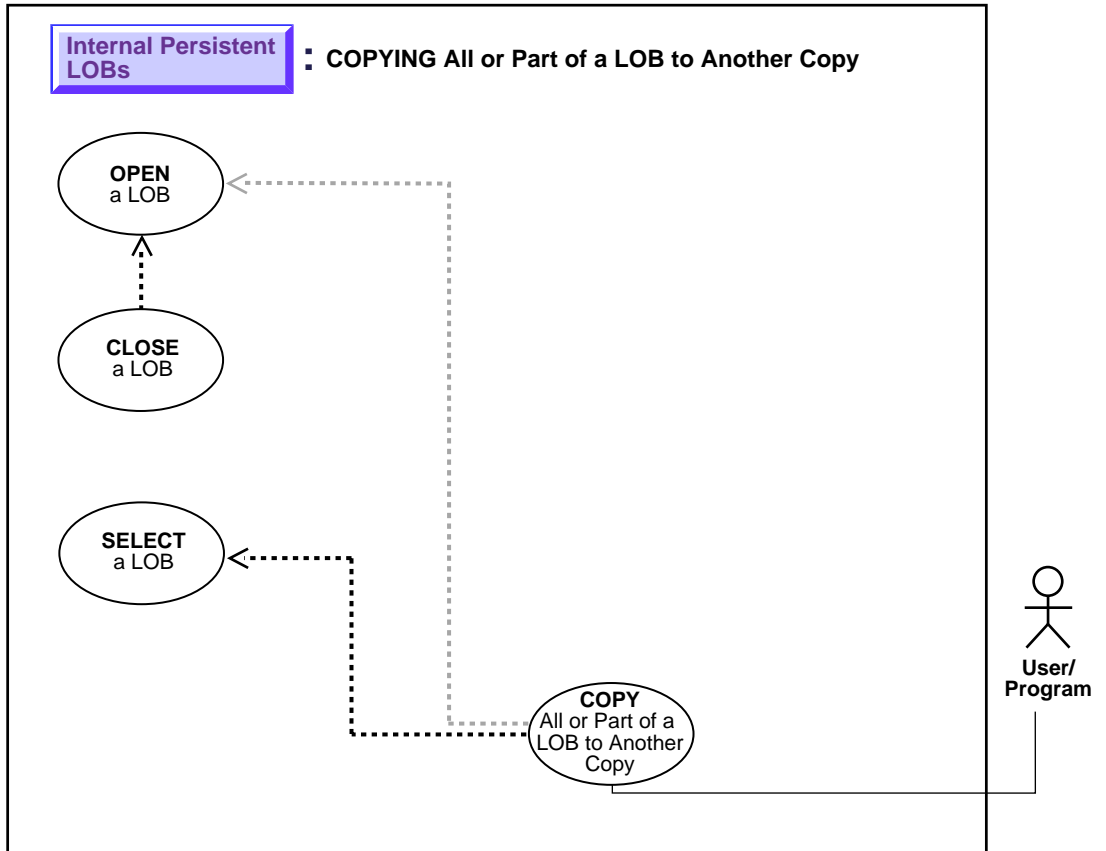 Internal Persistent
LOBs
: COPYING All or Part of a LOB to Another Copy
OPEN
a LOB
CLOSE
a LOB
SELECT
a LOB
COPY
All or Part of a
LOB to Another
Copy
User/
Program